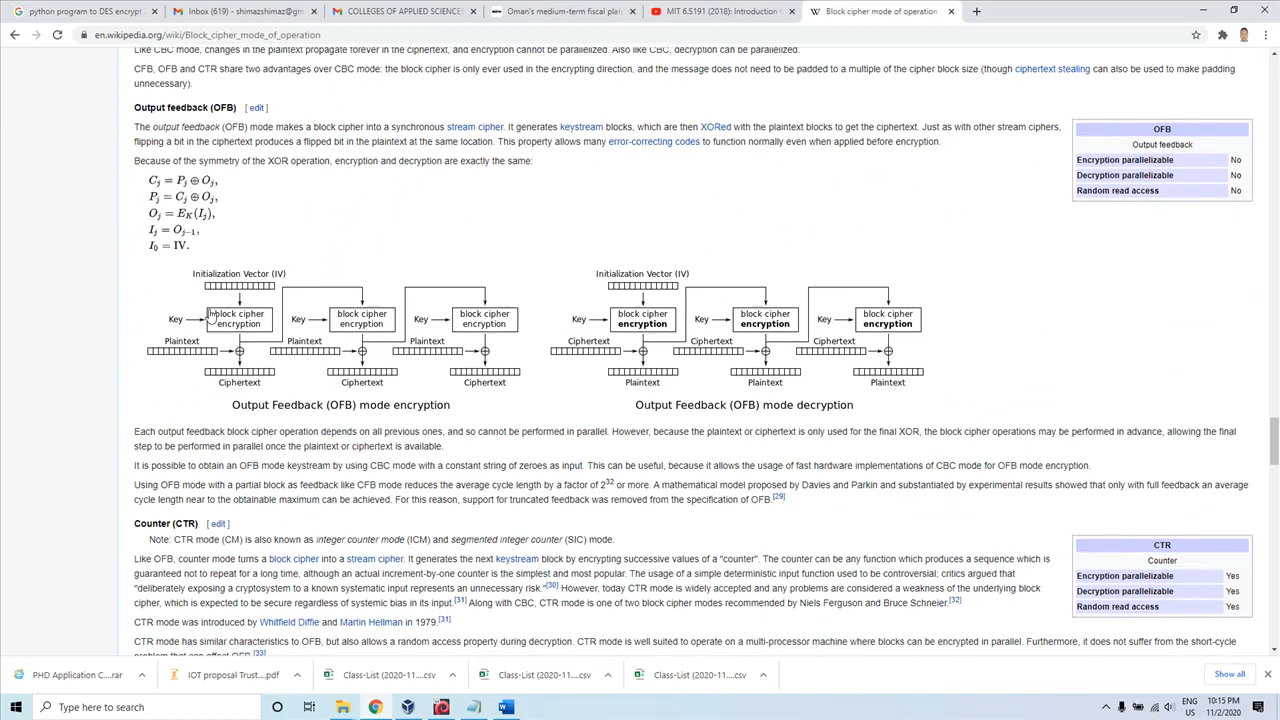 python program to DES encrypt
Inbox (619) - shimazshimaz@gm
COLLEGES OF APPLIED SCIENCES
Oman's medium-term fiscal plan
MIT 6.S191 (2018): Introduction t
Block cipher mode of operation
en.wikipedia.org/wiki/Block_cipher_mode_of_operation
Like CBC mode, changes in the plaintext propagate forever in the ciphertext, and encryption cannot be parallelized. Also like CBC, decryption can be parallelized.
CFB, OFB and CTR share two advantages over CBC mode: the block cipher is only ever used in the encrypting direction, and the message does not need to be padded to a multiple of the cipher block size (though ciphertext stealing can also be used to make padding
unnecessary).
Output feedback (OFB) [ edit ]
The output feedback (OFB) mode makes a block cipher into a synchronous stream cipher. It generates keystream blocks, which are then XORed with the plaintext blocks to get the ciphertext. Just as with other stream ciphers,
flipping a bit in the ciphertext produces a flipped bit in the plaintext at the same location. This property allows many error-correcting codes to function normally even when applied before encryption.
Because of the symmetry of the XOR operation, encryption and decryption are exactly the same:
OFB
Output feedback
Encryption parallelizable No
Decryption parallelizable No
Random read access No
C_j = P_j ⊕ O_j,
P_j = C_j ⊕ O_j,
O_j = E_K(I_j),
I_j = O_{j−1},
I_0 = IV.
Initialization Vector (IV)
Key
block cipher
encryption
Key
block cipher
encryption
Key
block cipher
encryption
Plaintext
Plaintext
Plaintext
Ciphertext
Ciphertext
Ciphertext
Output Feedback (OFB) mode encryption
Initialization Vector (IV)
Key
block cipher
encryption
Key
block cipher
encryption
Key
block cipher
encryption
Ciphertext
Ciphertext
Ciphertext
Plaintext
Plaintext
Plaintext
Output Feedback (OFB) mode decryption
Each output feedback block cipher operation depends on all previous ones, and so cannot be performed in parallel. However, because the plaintext or ciphertext is only used for the final XOR, the block cipher operations may be performed in advance, allowing the final
step to be performed in parallel once the plaintext or ciphertext is available.
It is possible to obtain an OFB mode keystream by using CBC mode with a constant string of zeroes as input. This can be useful, because it allows the usage of fast hardware implementations of CBC mode for OFB mode encryption.
Using OFB mode with a partial block as feedback like CFB mode reduces the average cycle length by a factor of 2^32 or more. A mathematical model proposed by Davies and Parkin and substantiated by experimental results showed that only with full feedback an average
cycle length near to the obtainable maximum can be achieved. For this reason, support for truncated feedback was removed from the specification of OFB.[29]
Counter (CTR) [ edit ]
Note: CTR mode (CM) is also known as integer counter mode (ICM) and segmented integer counter (SIC) mode.
Like OFB, counter mode turns a block cipher into a stream cipher. It generates the next keystream block by encrypting successive values of a "counter". The counter can be any function which produces a sequence which is
guaranteed not to repeat for a long time, although an actual increment-by-one counter is the simplest and most popular. The usage of a simple deterministic input function used to be controversial; critics argued that
"deliberately exposing a cryptosystem to a known systematic input represents an unnecessary risk."[30] However, today CTR mode is widely accepted and any problems are considered a weakness of the underlying block
cipher, which is expected to be secure regardless of systematic bias in its input.[31] Along with CBC, CTR mode is one of two block cipher modes recommended by Niels Ferguson and Bruce Schneier.[32]
CTR mode was introduced by Whitfield Diffie and Martin Hellman in 1979.[31]
CTR mode has similar characteristics to OFB, but also allows a random access property during decryption. CTR mode is well suited to operate on a multi-processor machine where blocks can be encrypted in parallel. Furthermore, it does not suffer from the short-cycle
problem that can affect OFB.[33]
CTR
Counter
Encryption parallelizable Yes
Decryption parallelizable Yes
Random read access Yes
PHD Application C....rar
IOT proposal Trust....pdf
Class-List (2020-11....csv
Class-List (2020-11....csv
Class-List (2020-11....csv
Show all
Type here to search
ENG
US
10:15 PM
11/2/2020